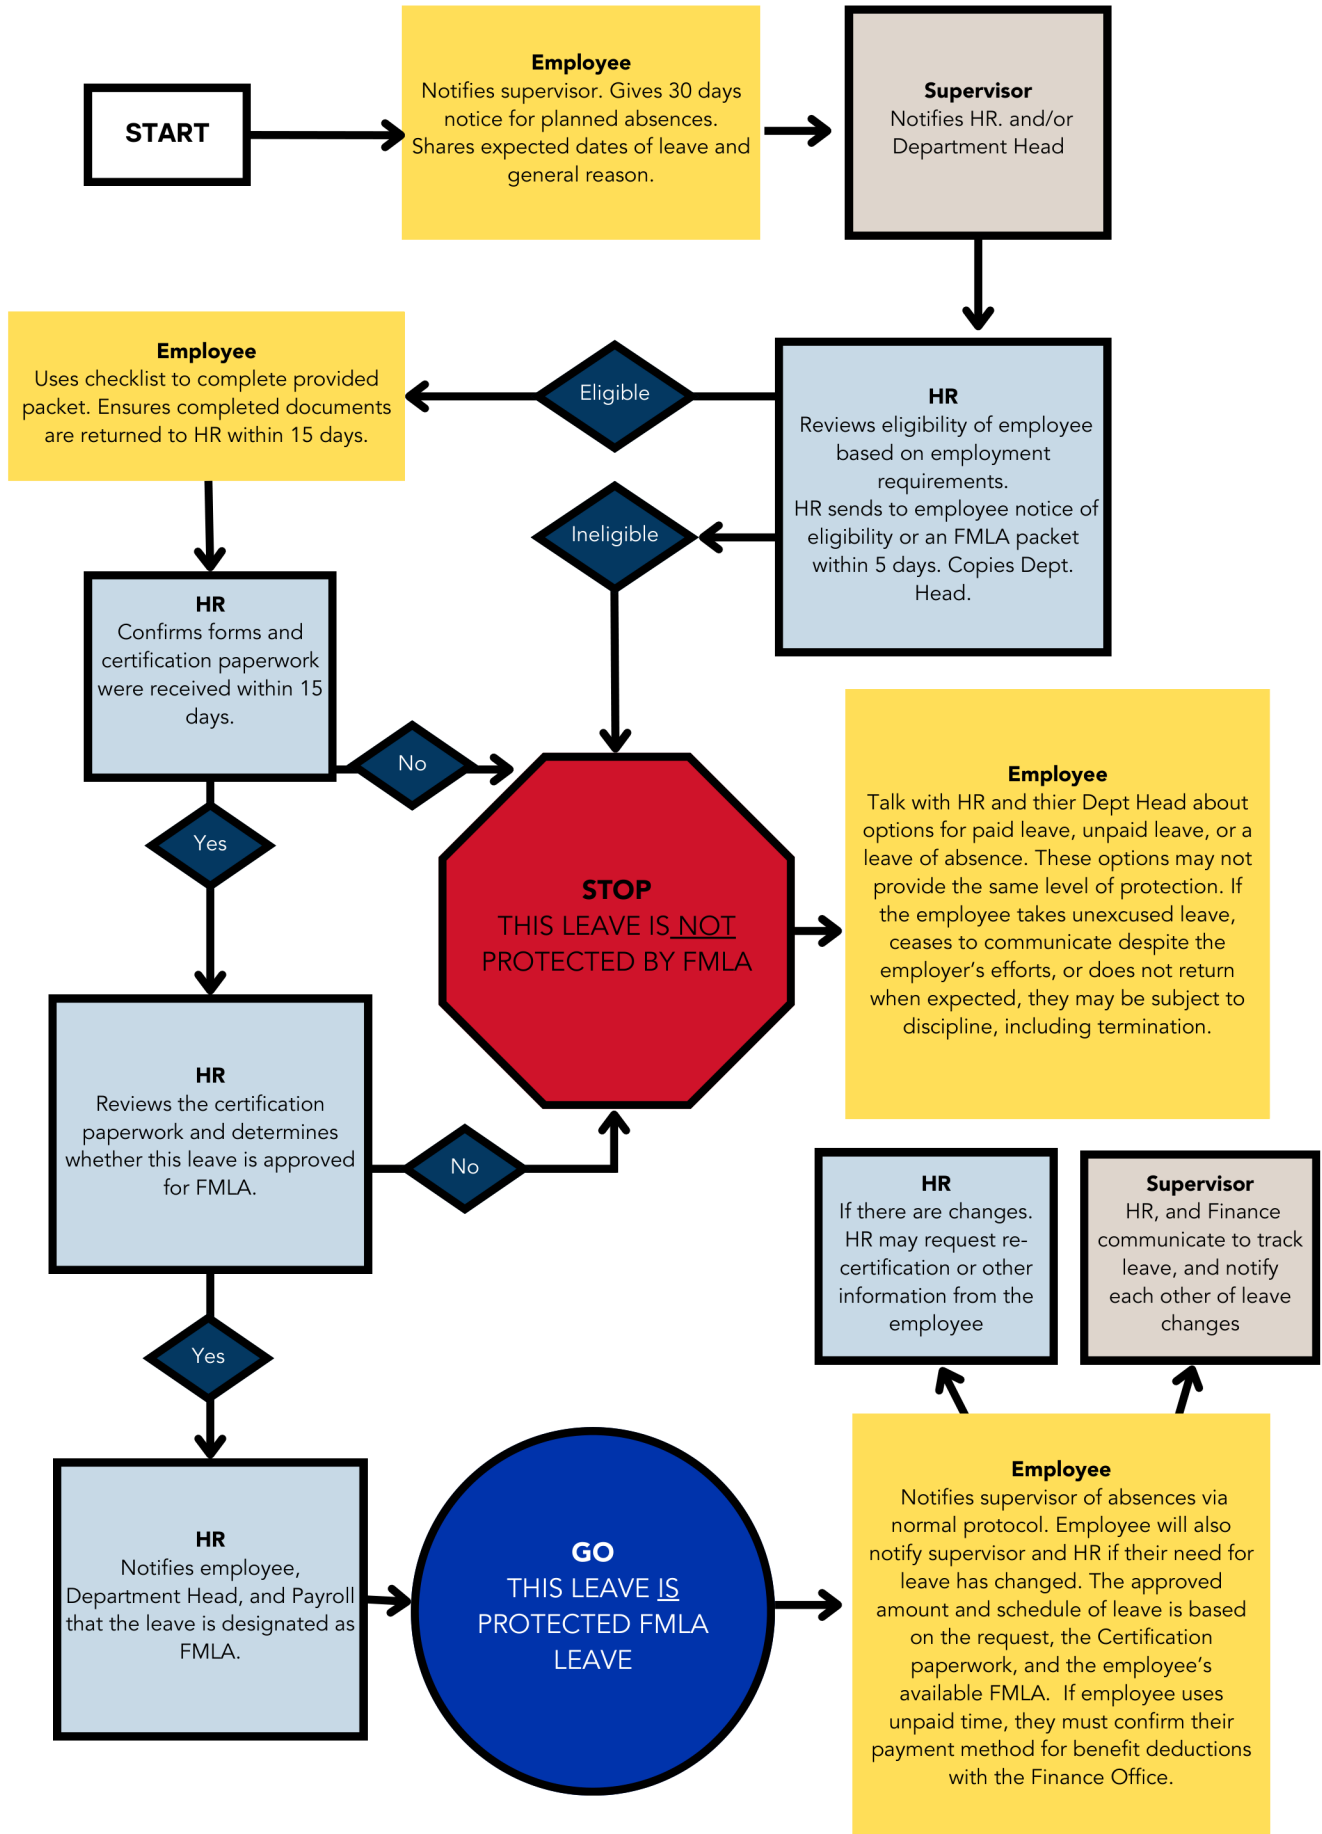 START
Employee
Notifies supervisor. Gives 30 days
notice for planned absences.
Shares expected dates of leave and
general reason.
Supervisor
Notifies HR. and/or
Department Head
HR
Reviews eligibility of employee
based on employment
requirements.
HR sends to employee notice of
eligibility or an FMLA packet
within 5 days. Copies Dept.
Head.
Eligible
Ineligible
Employee
Uses checklist to complete provided
packet. Ensures completed documents
are returned to HR within 15 days.
HR
Confirms forms and
certification paperwork
were received within 15
days.
No
Yes
STOP
THIS LEAVE IS NOT
PROTECTED BY FMLA
Employee
Talk with HR and thier Dept Head about
options for paid leave, unpaid leave, or a
leave of absence. These options may not
provide the same level of protection. If
the employee takes unexcused leave,
ceases to communicate despite the
employer's efforts, or does not return
when expected, they may be subject to
discipline, including termination.
HR
Reviews the certification
paperwork and determines
whether this leave is approved
for FMLA.
No
Yes
HR
Notifies employee,
Department Head, and Payroll
that the leave is designated as
FMLA.
GO
THIS LEAVE IS
PROTECTED FMLA
LEAVE
HR
If there are changes.
HR may request re-
certification or other
information from the
employee
Supervisor
HR, and Finance
communicate to track
leave, and notify
each other of leave
changes
Employee
Notifies supervisor of absences via
normal protocol. Employee will also
notify supervisor and HR if their need for
leave has changed. The approved
amount and schedule of leave is based
on the request, the Certification
paperwork, and the employee's
available FMLA.  If employee uses
unpaid time, they must confirm their
payment method for benefit deductions
with the Finance Office.